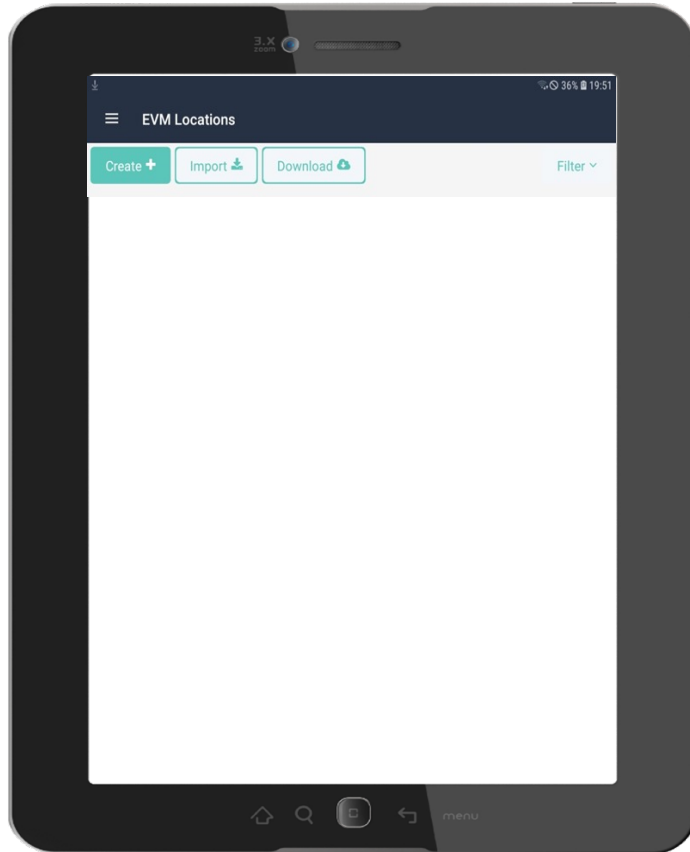 3.X
zoom
36% 19:51
EVM Locations
Create
Import
Download
Filter
menu